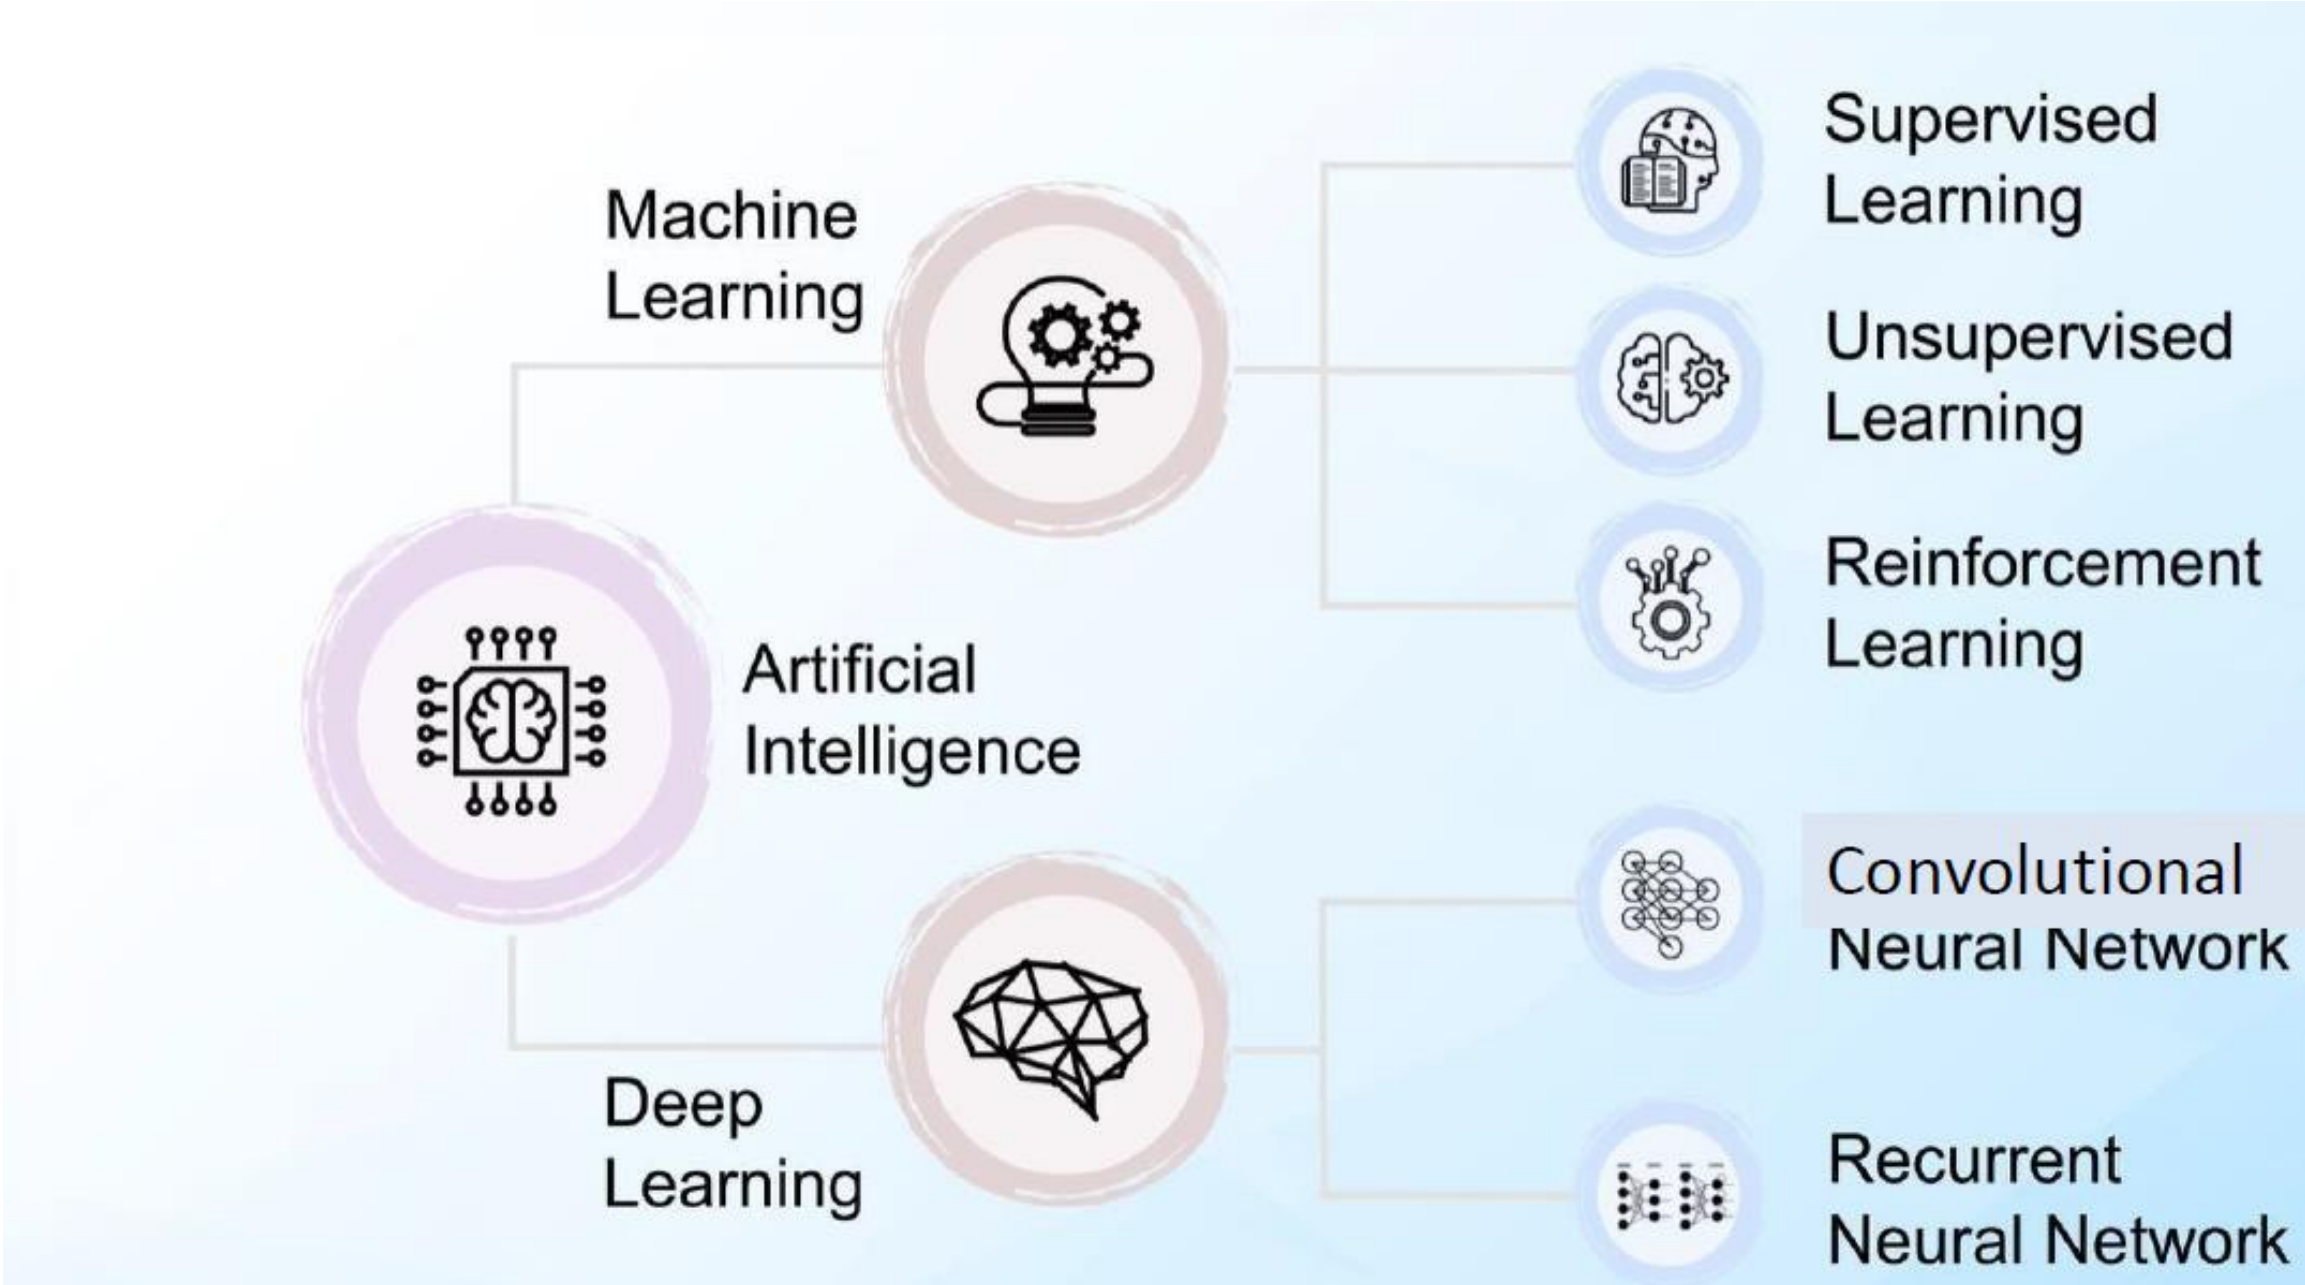 Machine
Learning
Supervised
Learning
Unsupervised
Learning
Reinforcement
Learning
Artificial
Intelligence
Deep
Learning
Convolutional
Neural Network
Recurrent
Neural Network